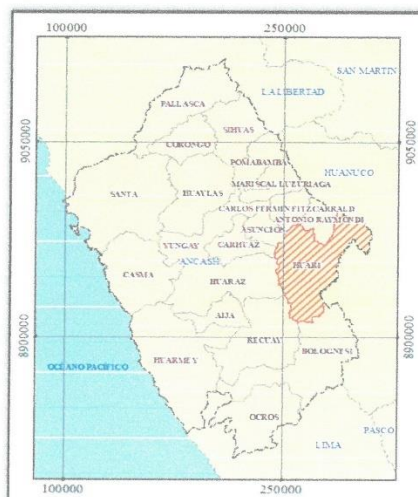 100000 250000
SAN MARTIN
LA LIBERTAD
PALLASCA
9050000 SIHUAS 9050000
CORONGO
POMABAMBA
HUANUCO
MARISCAL LUZURIAGA
SANTA HUAYLAS
CARLOS FERMIN FITZCARRALD
ANTONIO RAYMONDI
ASUNCION
YUNGAY CARHUAZ
ANCASH HUARI
CASMA
HUARAZ
AIJA
8900000 RECUAY 8900000
HUARMEY BOLOGNESI
OCEANO PACIFICO
OCROS
PASCO
LIMA
100000 250000